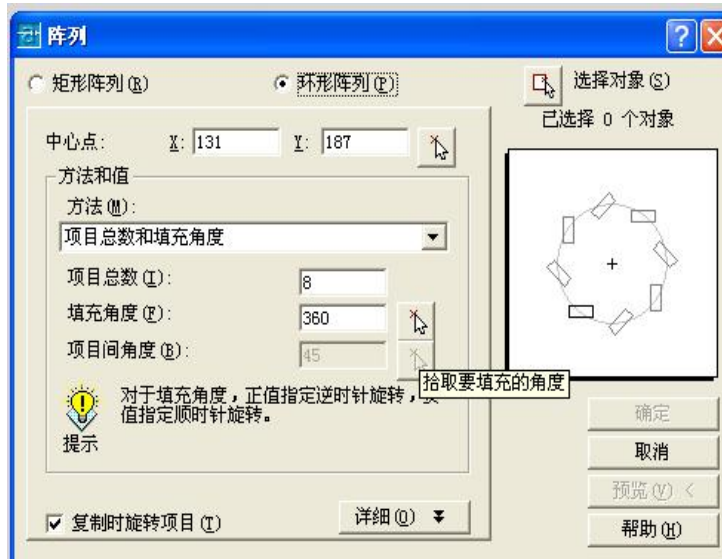 阵列
矩形阵列(R)
环形阵列(P)
选择对象(S)
已选择 0 个对象
中心点: X: 131 Y: 187
方法和值
方法(M):
项目总数和填充角度
项目总数(I): 8
填充角度(F): 360
项目间角度(B): 45
拾取要填充的角度
对于填充角度，正值指定逆时针旋转，
值指定顺时针旋转。
提示
确定
取消
预览(V) <
帮助(H)
复制时旋转项目(T)
详细(O)